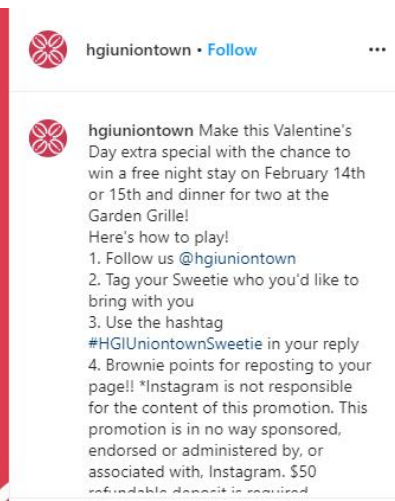 hgiuniontown • Follow
hgiuniontown Make this Valentine's
Day extra special with the chance to
win a free night stay on February 14th
or 15th and dinner for two at the
Garden Grille!
Here's how to play!
1. Follow us @hgiuniontown
2. Tag your Sweetie who you'd like to
bring with you
3. Use the hashtag
#HGIUniontownSweetie in your reply
4. Brownie points for reposting to your
page!! *Instagram is not responsible
for the content of this promotion. This
promotion is in no way sponsored,
endorsed or administered by, or
associated with, Instagram. $50
refundable deposit is required